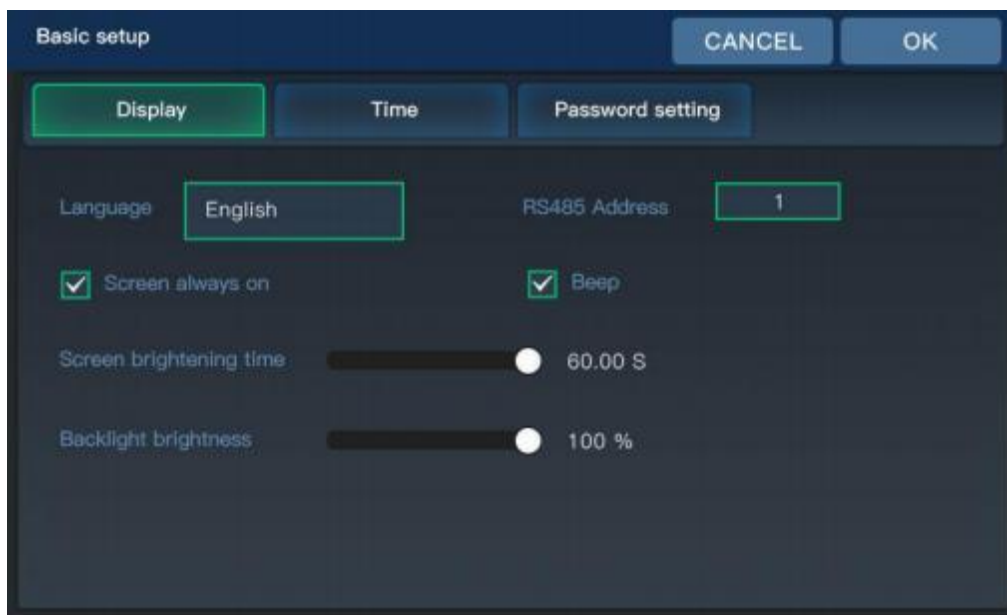 Basic setup
CANCEL
OK
Display
Time
Password setting
Language
English
RS485 Address
1
Screen always on
Beep
Screen brightening time
60.00 S
Backlight brightness
100 %